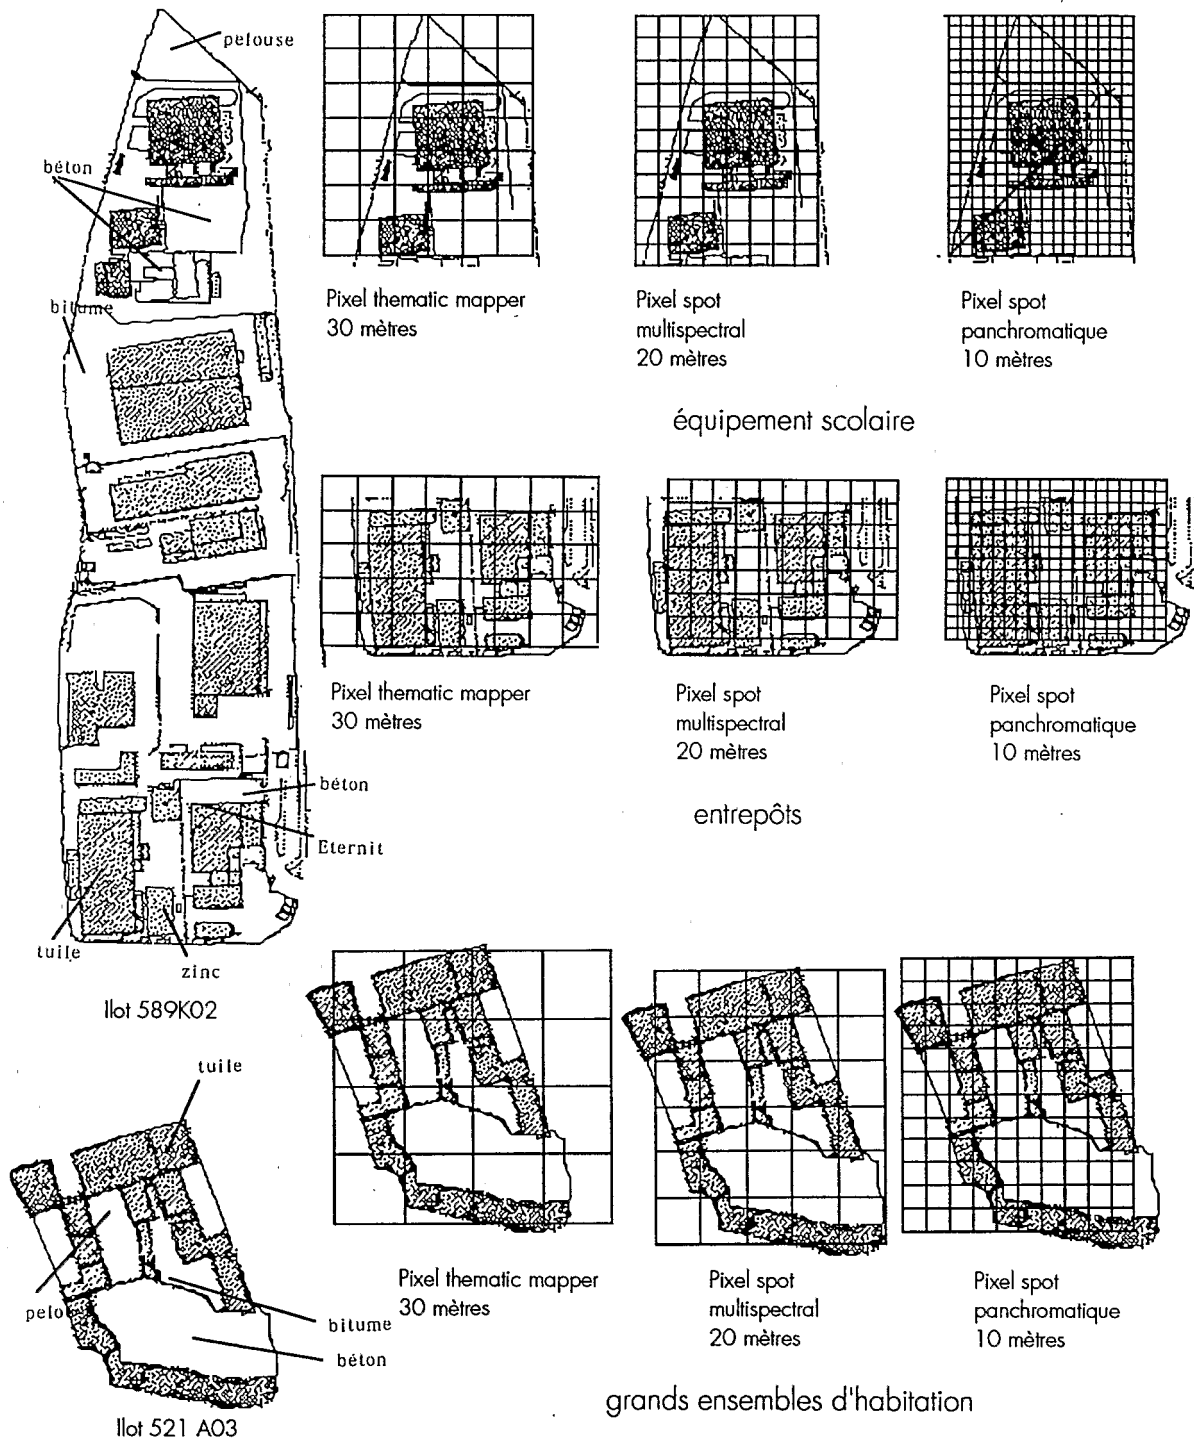 pelouse
béton
bitume
Pixel thematic mapper
30 mètres
Pixel spot
multispectral
20 mètres
Pixel spot
panchromatique
10 mètres
équipement scolaire
Pixel thematic mapper
30 mètres
Pixel spot
multispectral
20 mètres
Pixel spot
panchromatique
10 mètres
entrepôts
béton
Eternit
tuile
zinc
Ilot 589K02
tuile
pelou
bitume
béton
Ilot 521 A03
Pixel thematic mapper
30 mètres
Pixel spot
multispectral
20 mètres
Pixel spot
panchromatique
10 mètres
grands ensembles d'habitation